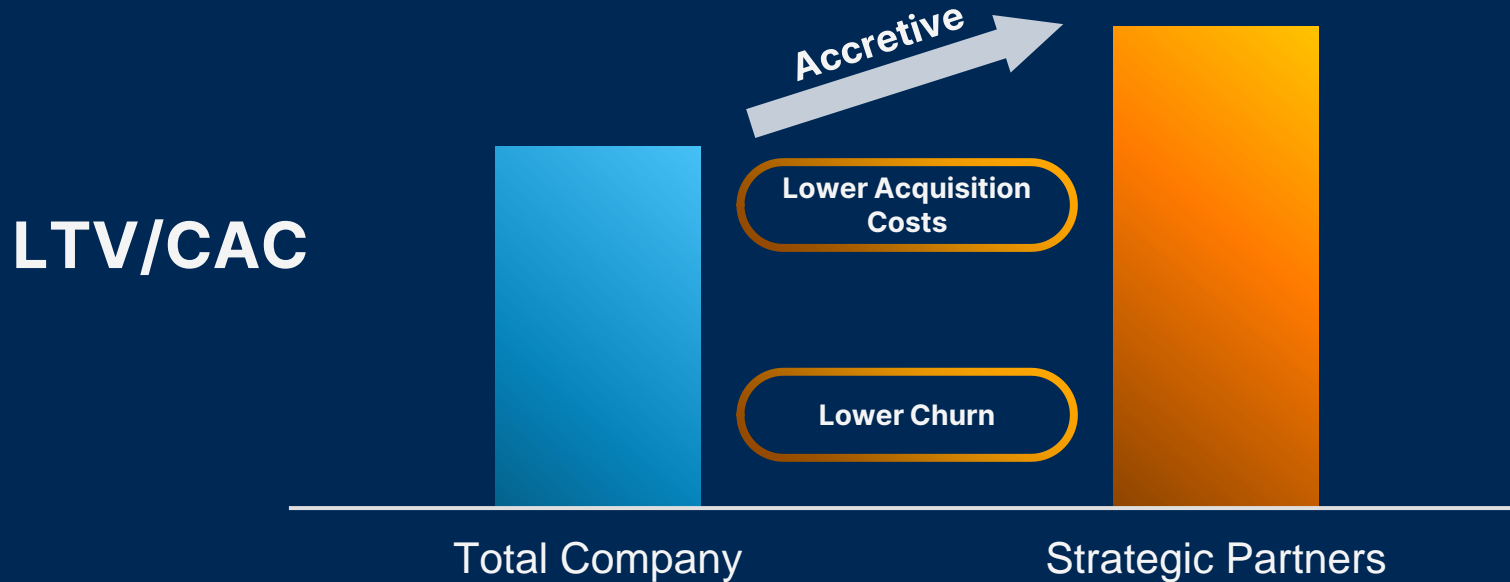 Accretive
Lower Acquisition
Costs
LTV/CAC
Lower Churn
Total Company
Strategic Partners